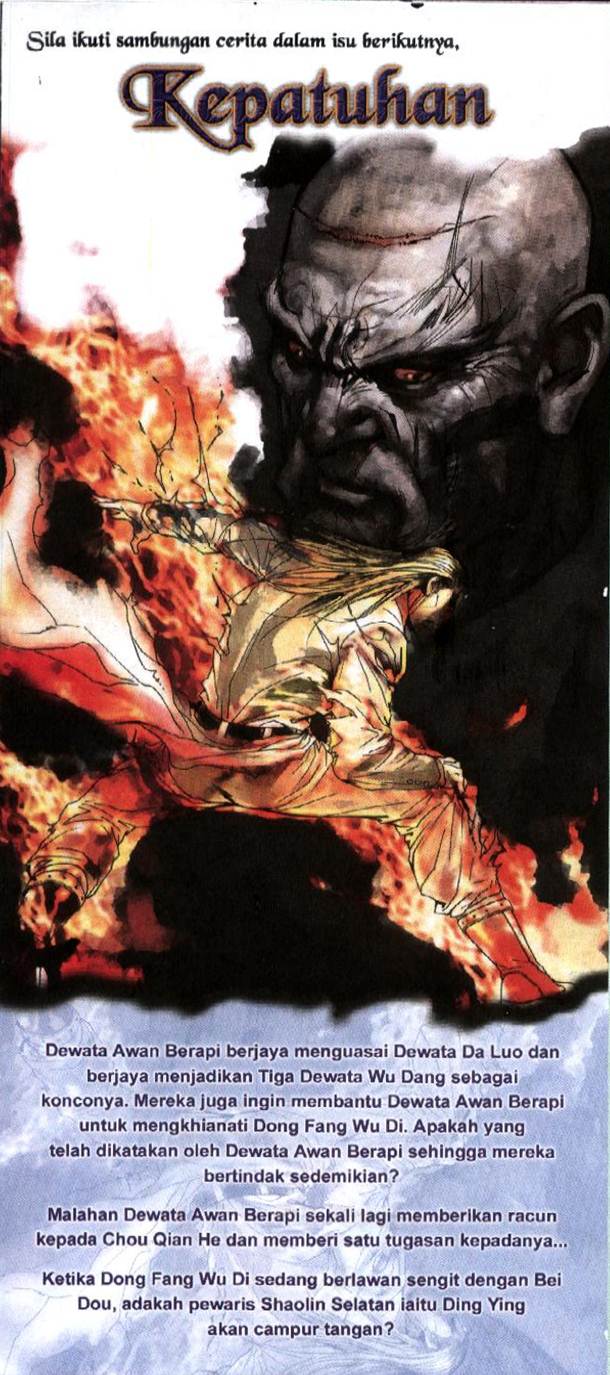 Sila ikuti sambungan cerita dalam isu berikutnya,
Kepatuhan
Dewata Awan Berapi berjaya menguasai Dewata Da Luo dan
berjaya menjadikan Tiga Dewata Wu Dang sebagai
konconya. Mereka juga ingin membantu Dewata Awan Berapi
untuk mengkhianati Dong Fang Wu Di. Apakah yang
telah dikatakan oleh Dewata Awan Berapi sehingga mereka
bertindak sedemikian?
Malahan Dewata Awan Berapi sekali lagi memberikan racun
kepada Chou Qian He dan memberi satu tugasan kepadanya...
Ketika Dong Fang Wu Di sedang berlawan sengit dengan Bei
Dou, adakah pewaris Shaolin Selatan iaitu Ding Ying
akan campur tangan?